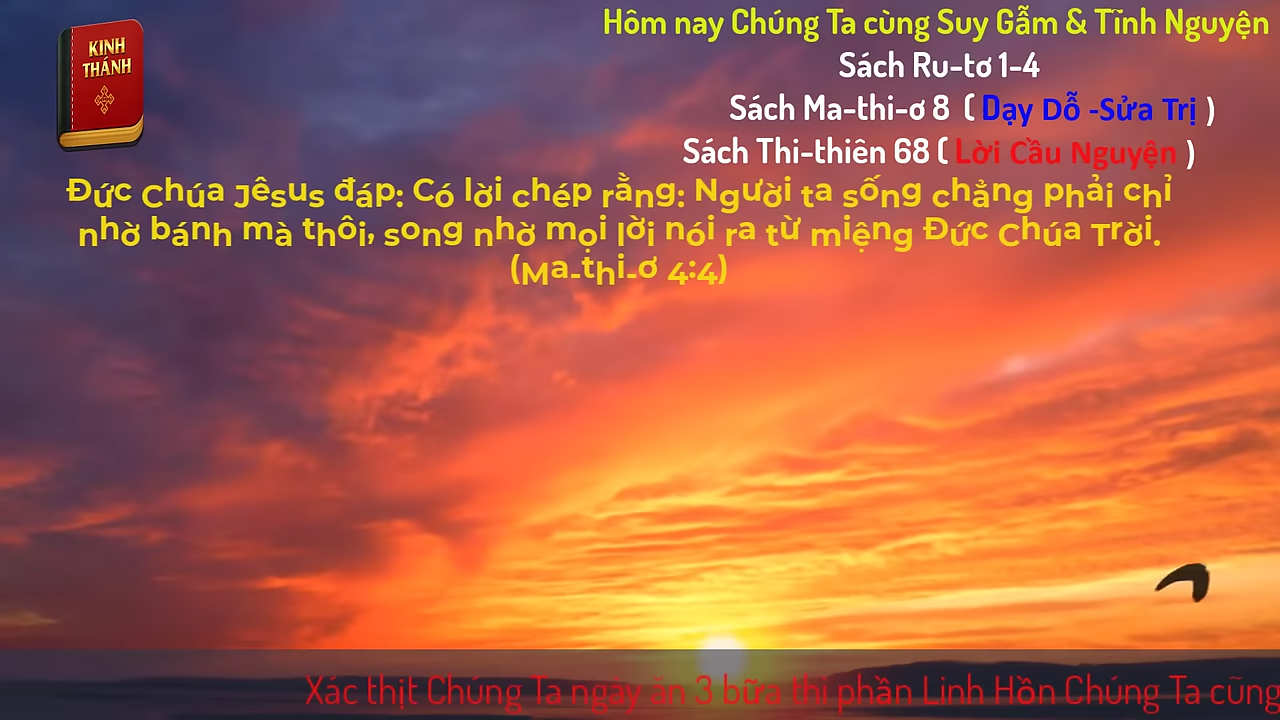 KINH
THÁNH
Hôm nay Chúng Ta cùng Suy Gẫm & Tĩnh Nguyện
Sách Ru-tơ 1-4
Sách Ma-thi-ơ 8 ( Dạy Dỗ -Sửa Trị )
Sách Thi-thiên 68 ( Lời Cầu Nguyện )
Đức Chúa Jêsus đáp: Có lời chép rằng: Người ta sống chẳng phải chỉ
nhờ bánh mà thôi, song nhờ mọi lời nói ra từ miệng Đức Chúa Trời.
(Ma-thi-ơ 4:4)
Xác thịt Chúng Ta ngày ăn 3 bữa thì phần Linh Hồn Chúng Ta cũng